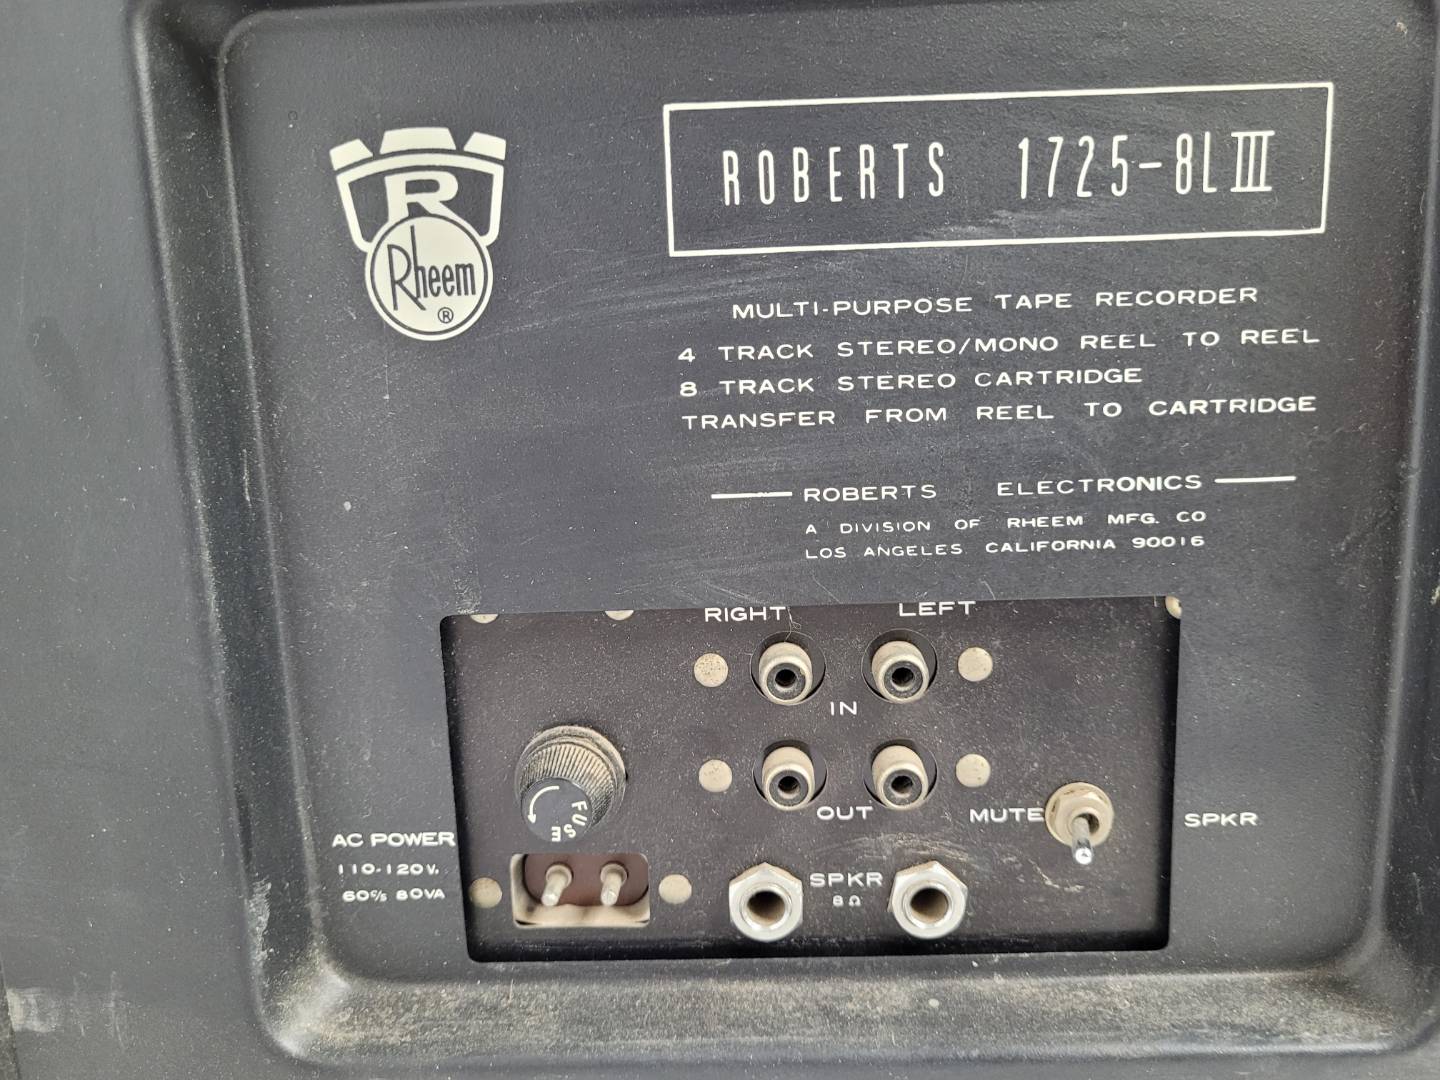 R
Rheem
®
ROBERTS 1725-8L III
MULTI-PURPOSE TAPE RECORDER
4 TRACK STEREO/MONO REEL TO REEL
8 TRACK STEREO CARTRIDGE
TRANSFER FROM REEL TO CARTRIDGE
ROBERTS ELECTRONICS
A DIVISION OF RHEEM MFG. CO
LOS ANGELES CALIFORNIA 90016
RIGHT LEFT
IN
OUT
FUSE
MUTE SPKR
AC POWER
110-120V.
60c/s 80VA
SPKR
8Ω